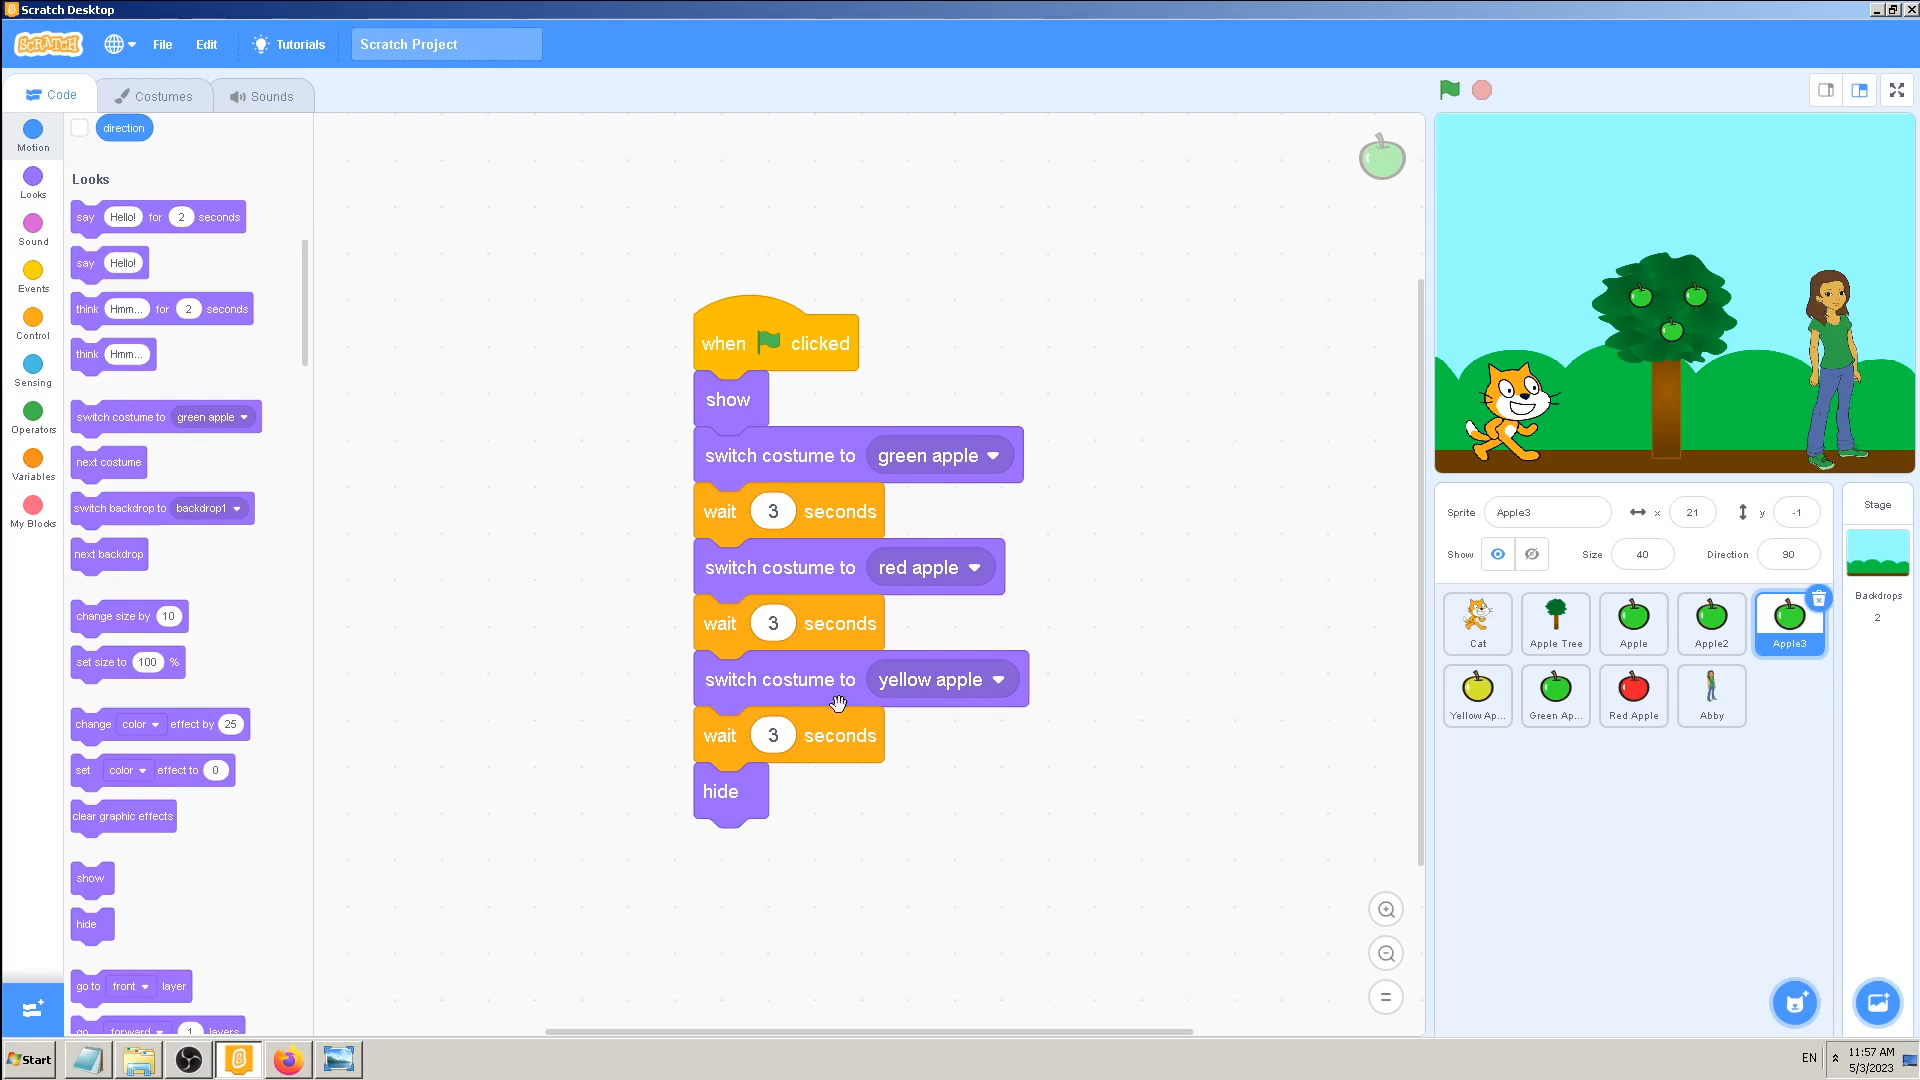 Scratch Desktop
SCRATCH File Edit Tutorials Scratch Project
Code Costumes Sounds
Motion
Looks
Sound
Events
Control
Sensing
Operators
Variables
My Blocks
direction
Looks
say Hello! for 2 seconds
say Hello!
think Hmm... for 2 seconds
think Hmm...
switch costume to green apple
next costume
switch backdrop to backdrop1
next backdrop
change size by 10
set size to 100 %
change color effect by 25
set color effect to 0
clear graphic effects
show
hide
go to front layer
go forward 1 layers
when clicked
show
switch costume to green apple
wait 3 seconds
switch costume to red apple
wait 3 seconds
switch costume to yellow apple
wait 3 seconds
hide
Sprite Apple3 x 21 y -1
Show Size 40 Direction 90
Cat Apple Tree Apple Apple2 Apple3
Yellow Ap... Green Ap... Red Apple Abby
Stage
Backdrops
2
Start
EN
11:57 AM
5/3/2023